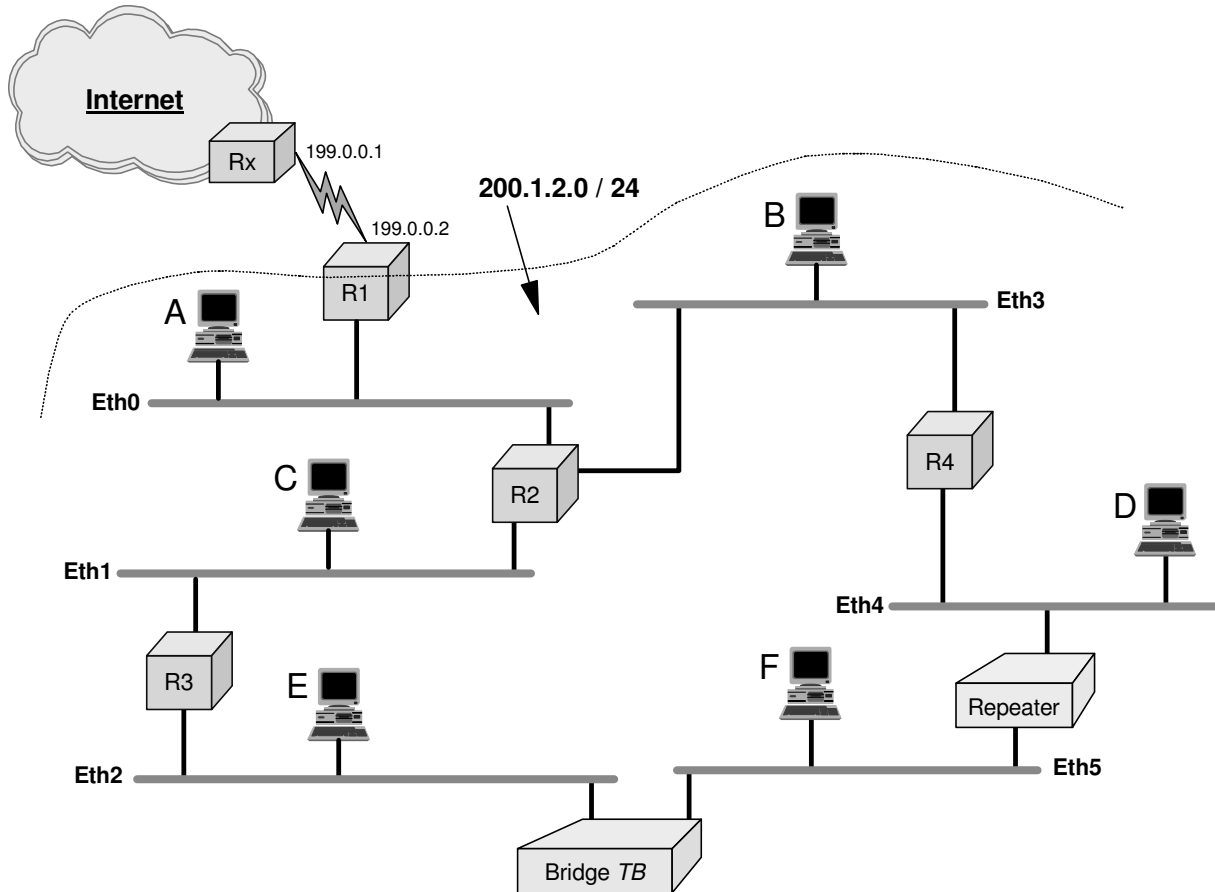 Internet
Rx
199.0.0.1
200.1.2.0 / 24
199.0.0.2
R1
B
A
Eth3
Eth0
R4
C
R2
D
Eth1
Eth4
R3
E
F
Repeater
Eth2
Eth5
Bridge TB